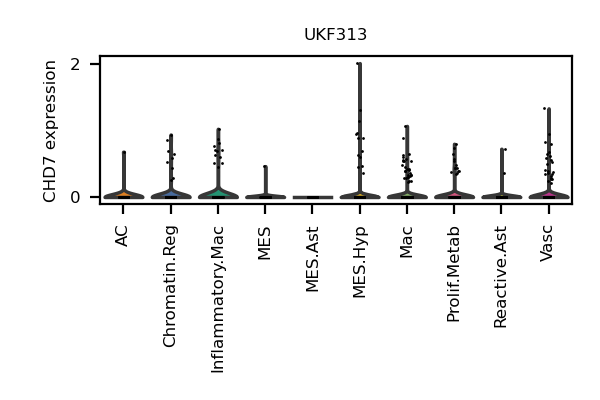 UKF313
CHD7 expression
2
0
AC
Chromatin.Reg
Inflammatory.Mac
MES
MES.Ast
MES.Hyp
Mac
Prolif.Metab
Reactive.Ast
Vasc